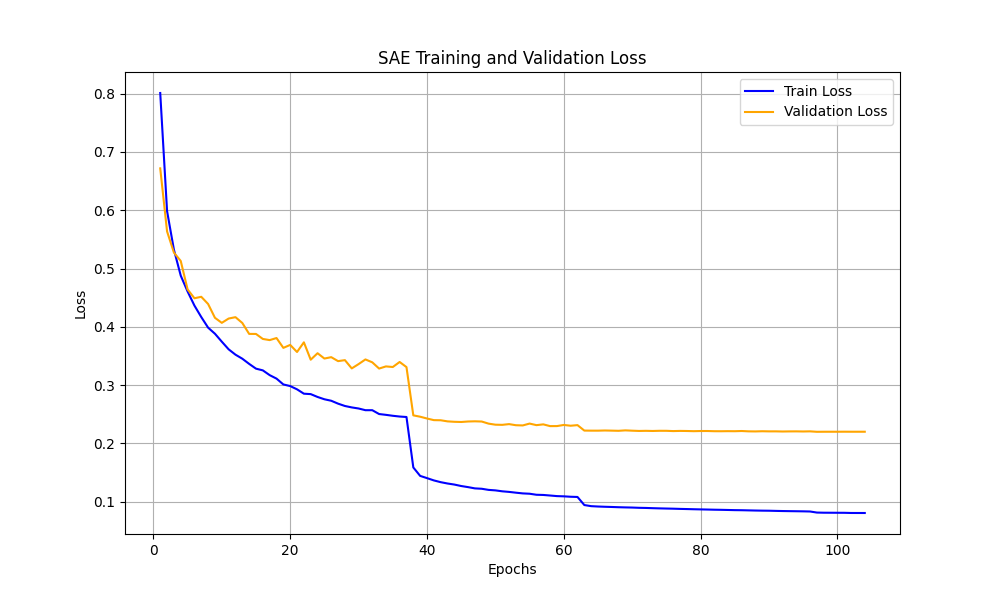 SAE Training and Validation Loss
Train Loss
Validation Loss
0.8
0.7
0.6
0.5
0.4
0.3
0.2
0.1
Loss
0 20 40 60 80 100
Epochs